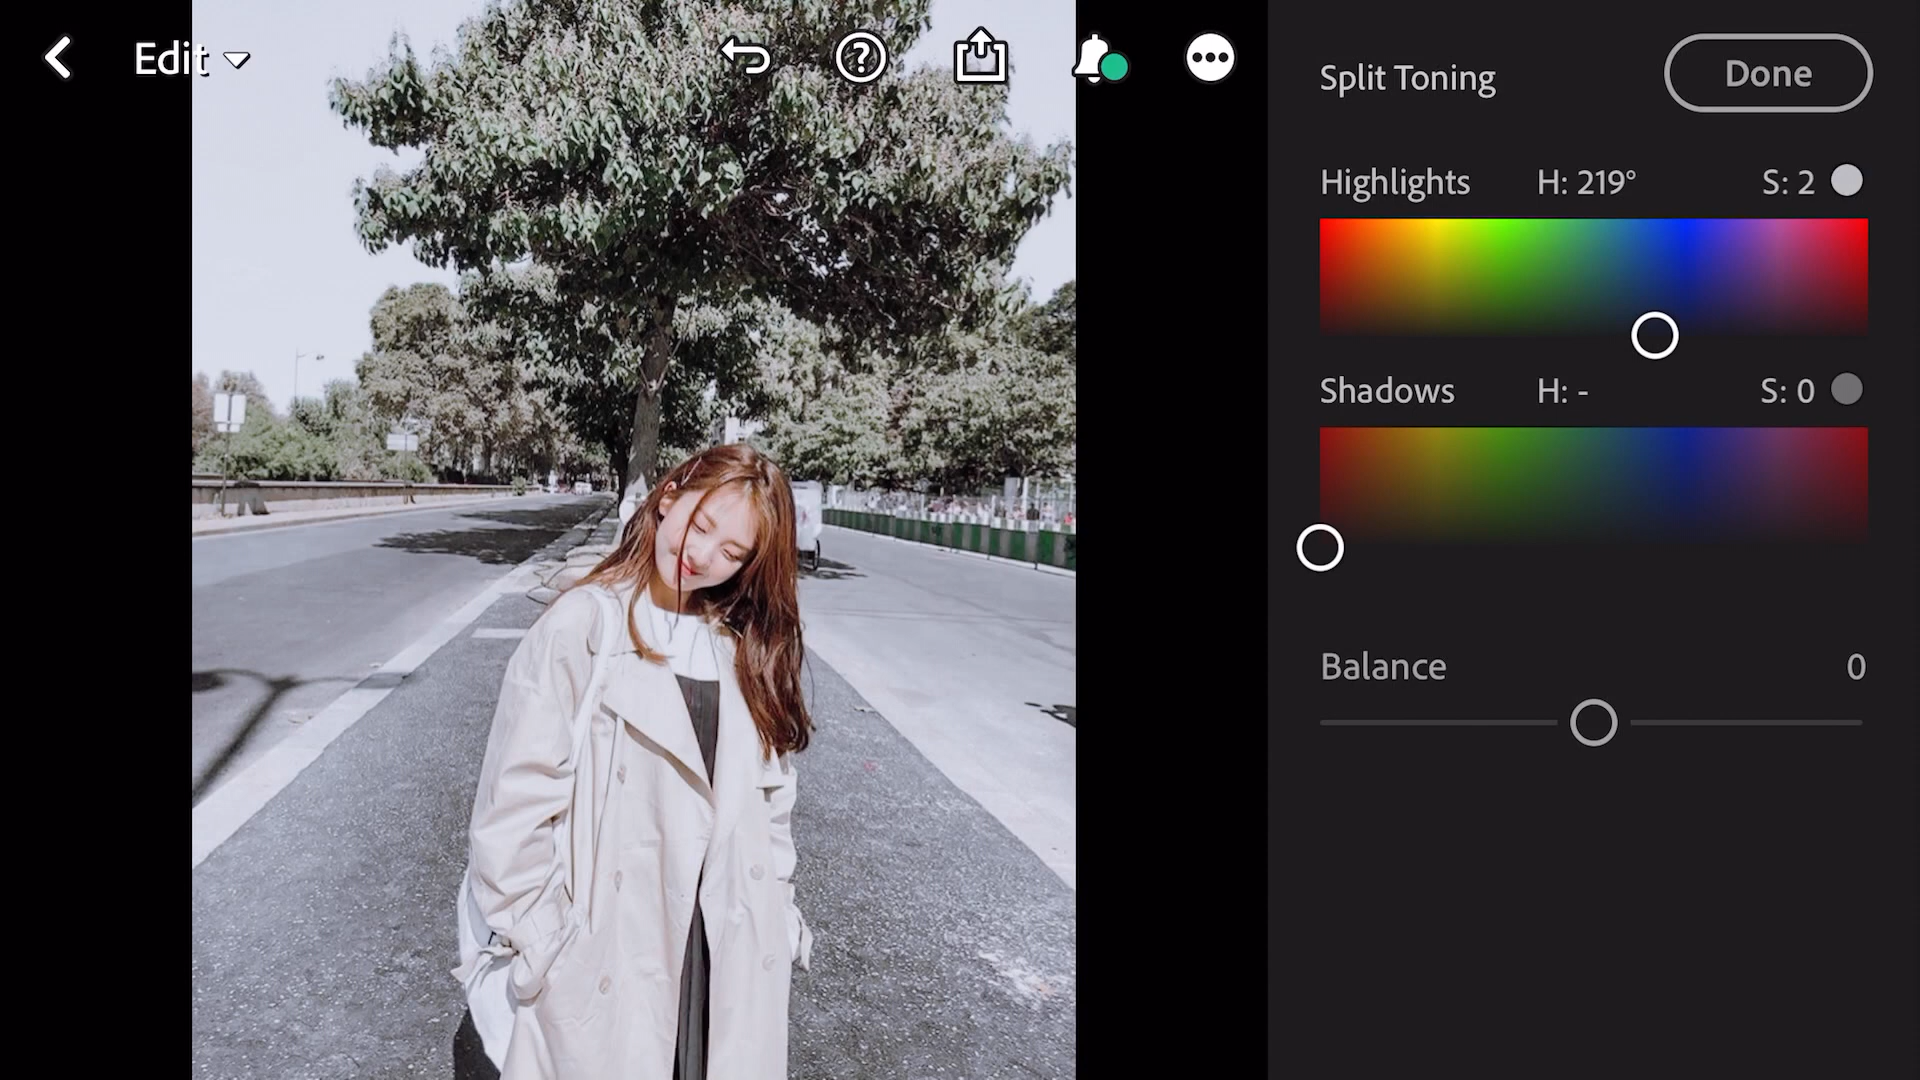 Edit
Split Toning
Done
Highlights H: 219° S: 2
Shadows H: - S: 0
Balance 0